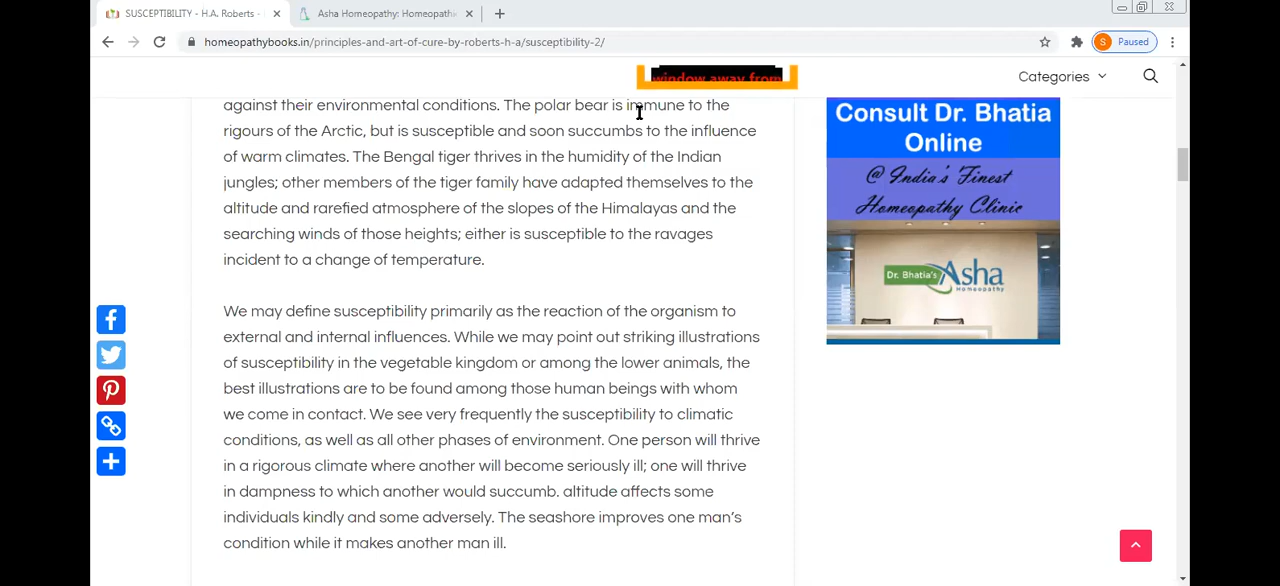 SUSCEPTIBILITY - H.A. Roberts -
Asha Homeopathy: Homeopathi
homeopathybooks.in/principles-and-art-of-cure-by-roberts-h-a/susceptibility-2/
S Paused
window away from
Categories
against their environmental conditions. The polar bear is immune to the
rigours of the Arctic, but is susceptible and soon succumbs to the influence
of warm climates. The Bengal tiger thrives in the humidity of the Indian
jungles; other members of the tiger family have adapted themselves to the
altitude and rarefied atmosphere of the slopes of the Himalayas and the
searching winds of those heights; either is susceptible to the ravages
incident to a change of temperature.
We may define susceptibility primarily as the reaction of the organism to
external and internal influences. While we may point out striking illustrations
of susceptibility in the vegetable kingdom or among the lower animals, the
best illustrations are to be found among those human beings with whom
we come in contact. We see very frequently the susceptibility to climatic
conditions, as well as all other phases of environment. One person will thrive
in a rigorous climate where another will become seriously ill; one will thrive
in dampness to which another would succumb. altitude affects some
individuals kindly and some adversely. The seashore improves one man's
condition while it makes another man ill.
Consult Dr. Bhatia
Online
@ India's Finest
Homeopathy Clinic
Dr. Bhatia's Asha
Homeopathy